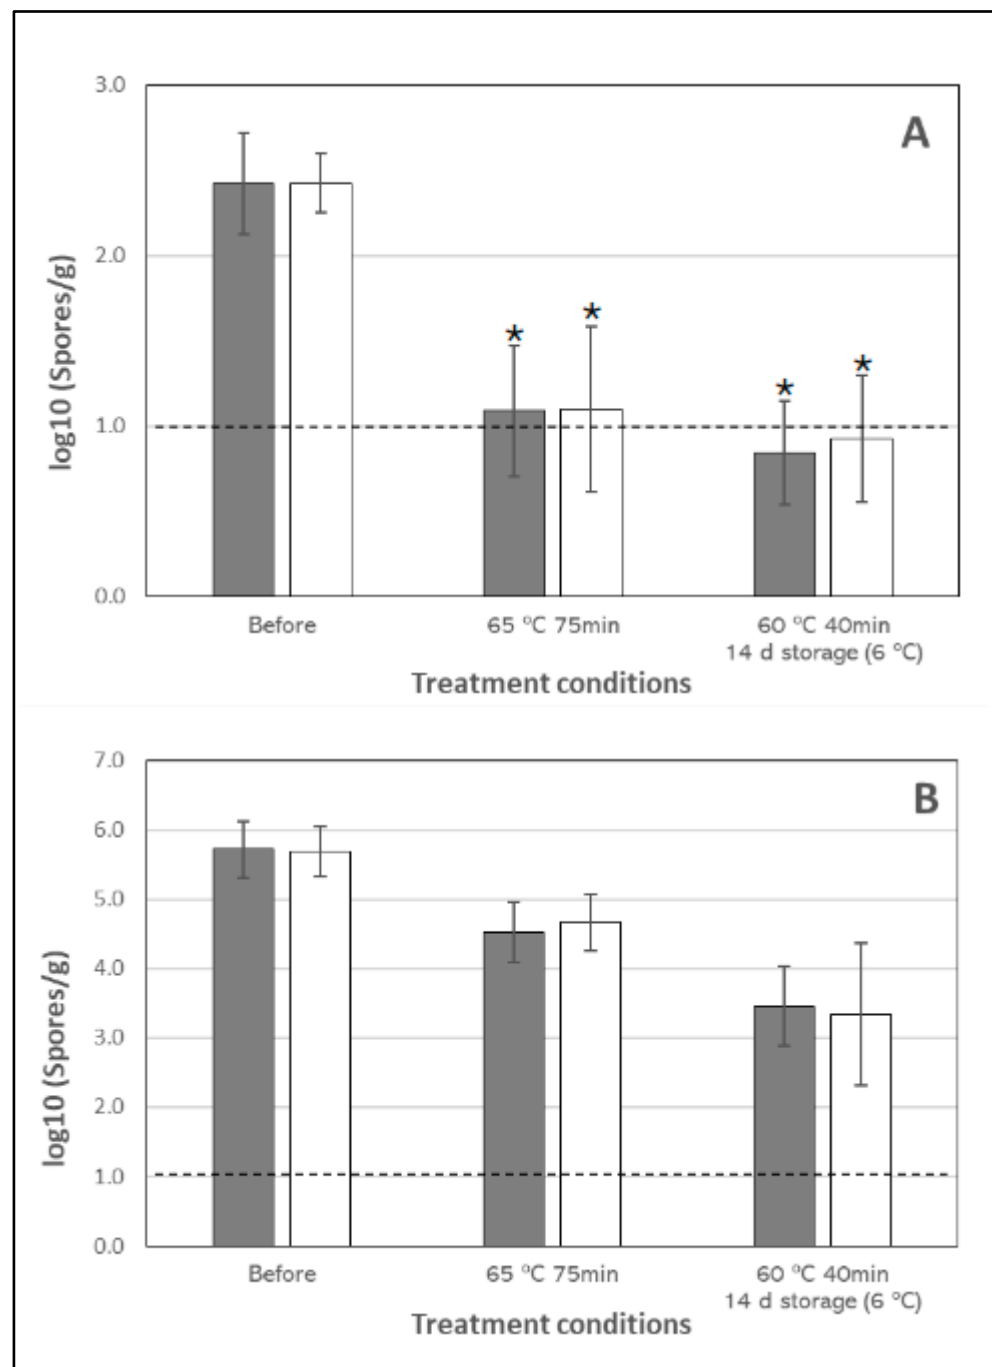 A
log10 (Spores/g)
3.0
2.0
1.0
0.0
*
*
*
*
Before
65 °C 75min
60 °C 40min
14 d storage (6 °C)
Treatment conditions
B
log10 (Spores/g)
7.0
6.0
5.0
4.0
3.0
2.0
1.0
0.0
Before
65 °C 75min
60 °C 40min
14 d storage (6 °C)
Treatment conditions